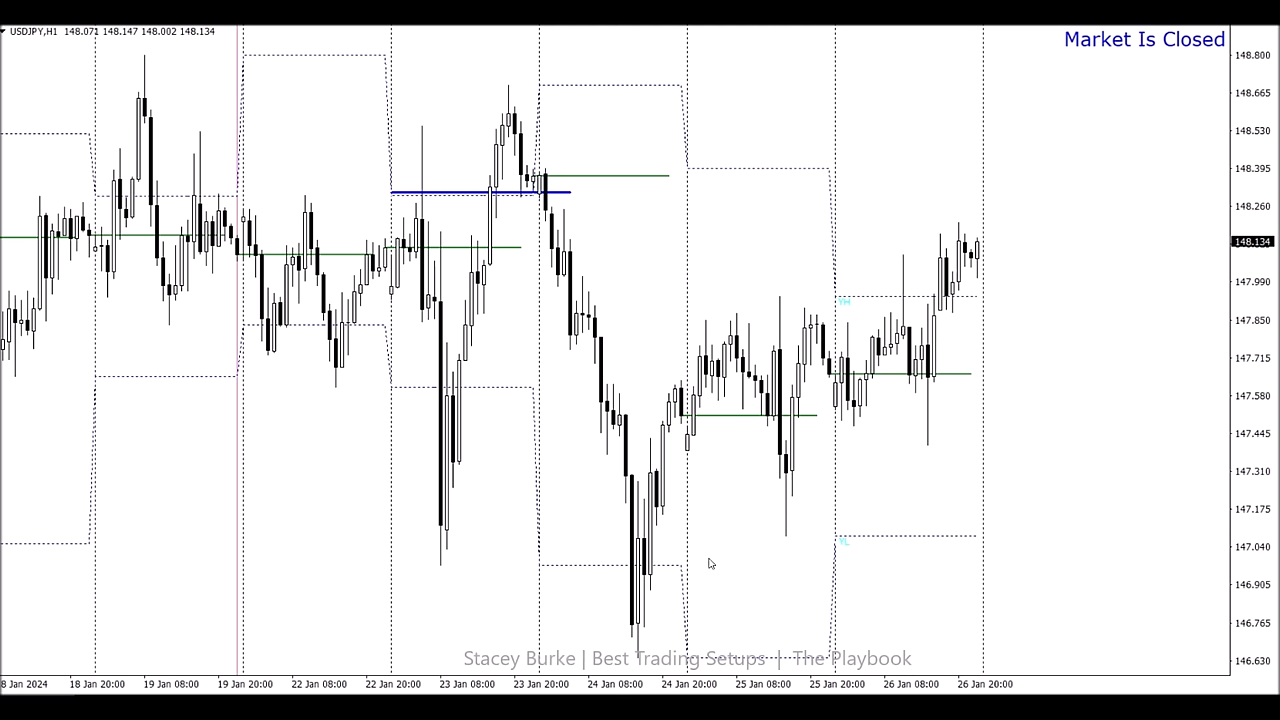 USDJPY,H1 148.071 148.147 148.002 148.134
Market Is Closed
148.800
148.665
148.530
148.395
148.260
148.134
147.990
147.850
147.715
147.580
147.445
147.310
147.175
147.040
146.905
146.765
146.630
YH
YL
Stacey Burke | Best Trading Setups | The Playbook
8 Jan 2024 18 Jan 20:00 19 Jan 08:00 19 Jan 20:00 22 Jan 08:00 22 Jan 20:00 23 Jan 08:00 23 Jan 20:00 24 Jan 08:00 24 Jan 20:00 25 Jan 08:00 25 Jan 20:00 26 Jan 08:00 26 Jan 20:00